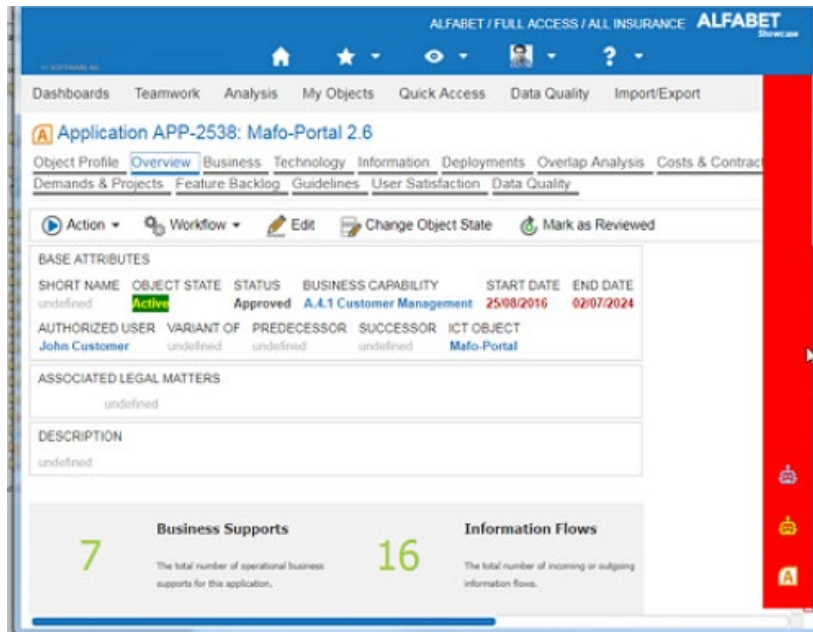 ALFABET / FULL ACCESS / ALL INSURANCE ALFABET
Showcase
BY SOFTWARE AG
Dashboards Teamwork Analysis My Objects Quick Access Data Quality Import/Export
A Application APP-2538: Mafo-Portal 2.6
Object Profile Overview Business Technology Information Deployments Overlap Analysis Costs & Contrac
Demands & Projects Feature Backlog Guidelines User Satisfaction Data Quality
Action Workflow Edit Change Object State Mark as Reviewed
BASE ATTRIBUTES
SHORT NAME OBJECT STATE STATUS BUSINESS CAPABILITY START DATE END DATE
undefined Active Approved A.4.1 Customer Management 25/08/2016 02/07/2024
AUTHORIZED USER VARIANT OF PREDECESSOR SUCCESSOR ICT OBJECT
John Customer undefined undefined undefined Mafo-Portal
ASSOCIATED LEGAL MATTERS
undefined
DESCRIPTION
undefined
7
Business Supports
The total number of operational business
supports for this application.
16
Information Flows
The total number of incoming or outgoing
information flows.
A